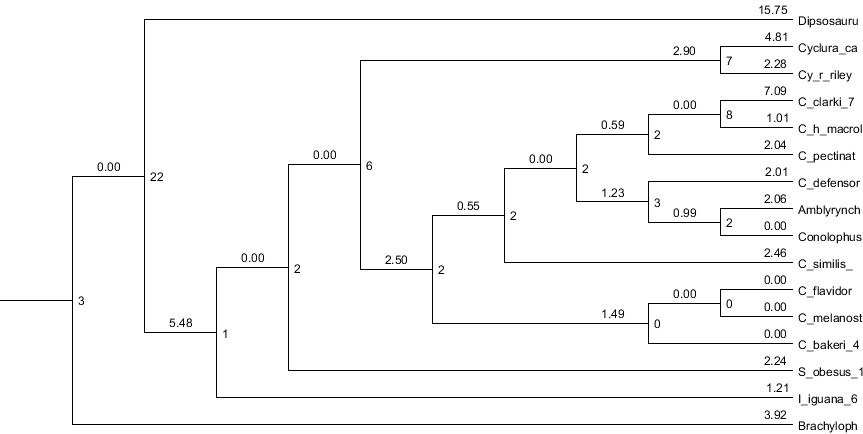 15.75
Dipsosauru
4.81
Cyclura_ca
2.90
7
2.28
Cy_r_riley
7.09
C_clarki_7
0.00
8
1.01
C_h_macrol
0.59
2
2.04
C_pectinat
0.00
0.00
0.00
22
6
2
2.01
C_defensor
1.23
3
2.06
Amblyrynch
0.55
2
0.99
2
0.00
Conolophus
0.00
2
2.50
2
2.46
C_similis_
0.00
C_flavidor
3
1.49
0.00
0
0.00
C_melanost
5.48
1
0
0.00
C_bakeri_4
2.24
S_obesus_1
1.21
I_iguana_6
3.92
Brachyloph